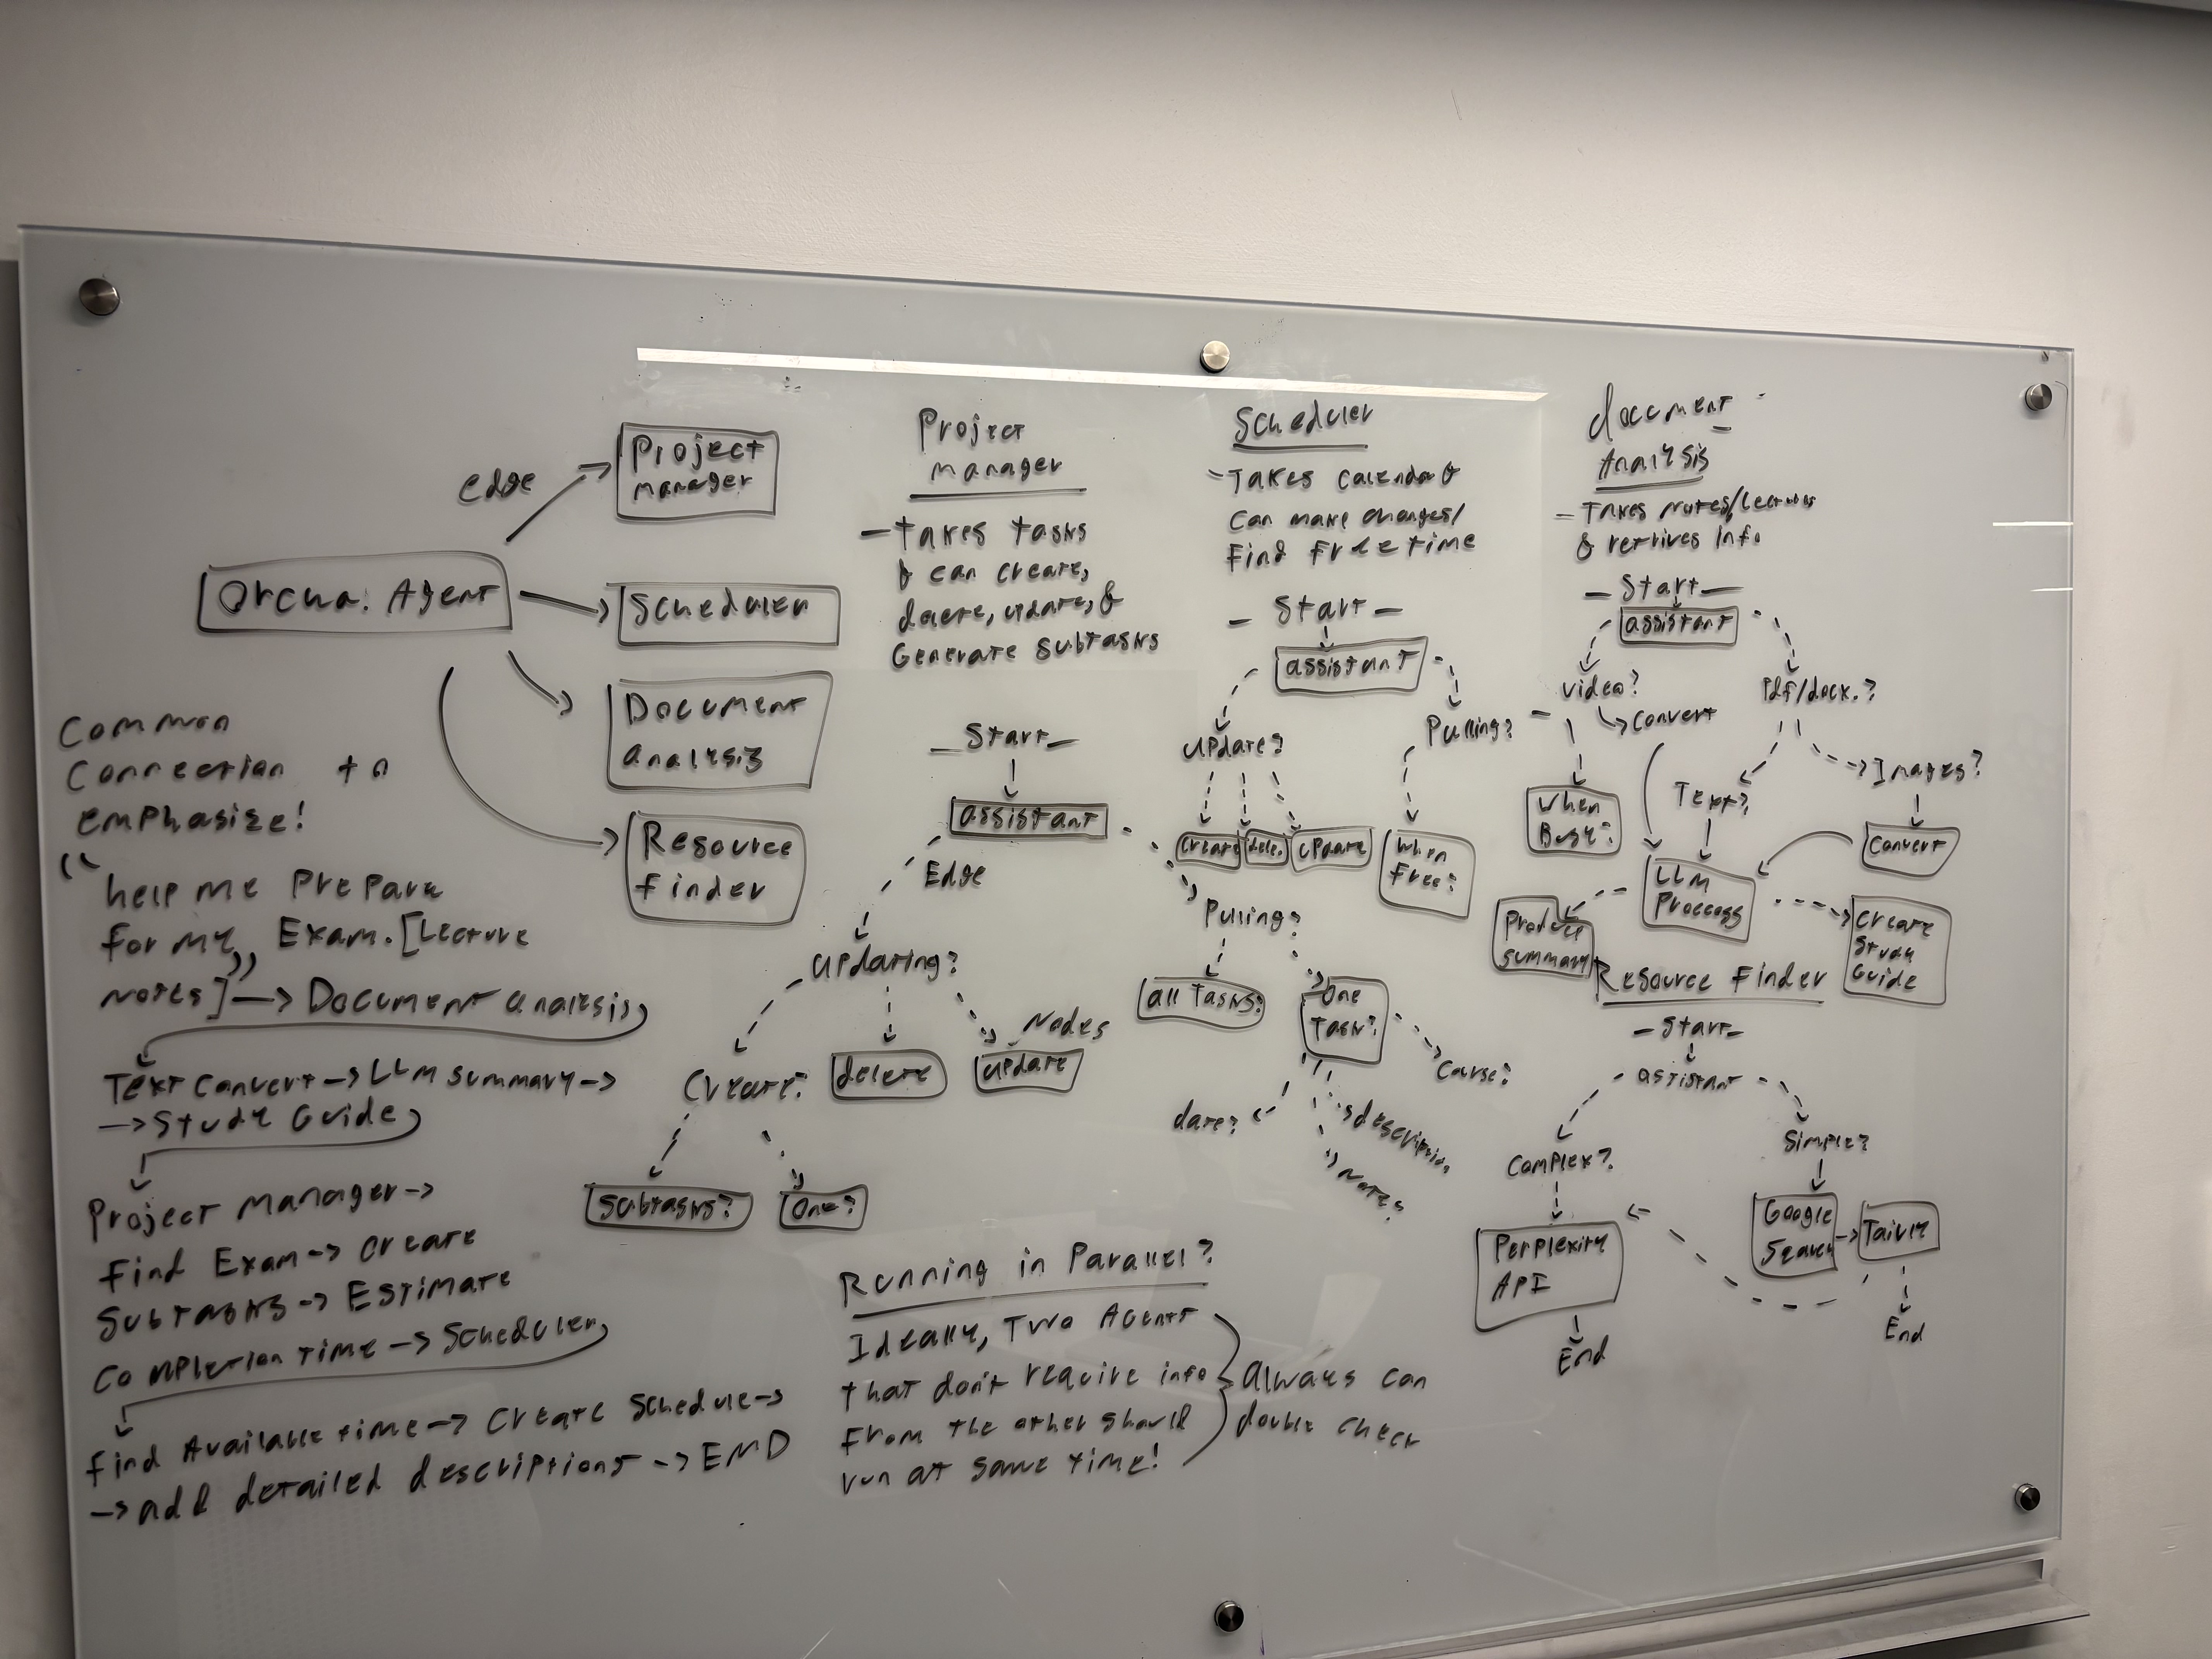 edge
Project
manager
Orcha. Agent
Scheduler
Document
analysis
Resource
finder
Common
Connection to
emphasize!
"help me prepare
for my Exam. [Lecture
notes]" → Document analysis
Text Convert → LLM summary →
→ Study Guide
Project manager →
find Exam → create
Subtasks → Estimate
Completion time → Scheduler
find Available time → Create Schedule →
→ add detailed descriptions → END
Project
manager
- Takes tasks
& can create,
delete, update, &
Generate subtasks
- Start -
assistant
Edge
updating?
Create?
delete
Nodes
update
Subtasks?
One?
Pulling?
all Tasks?
One
Task?
Course?
date?
description
Notes
Running in Parallel?
Ideally, Two Agents
that don't require info
from the other should
run at same time!
Always can
double check
Scheduler
- Takes calendar &
can make changes/
find free time
- Start -
assistant
update?
Pulling?
Create
dele.
update
when
Free?
when
Busy?
document
Analysis
- Takes notes/lectures
& retrives info
- Start -
assistant
video?
→ Convert
Pdf/dock.?
Text?
Images?
Convert
LLM
Proccess
Produce
summary
Create
Study
Guide
Resource Finder
- Start -
assistant
Complex?
Simple?
Perplexity
API
End
Google
→ Tavily
End